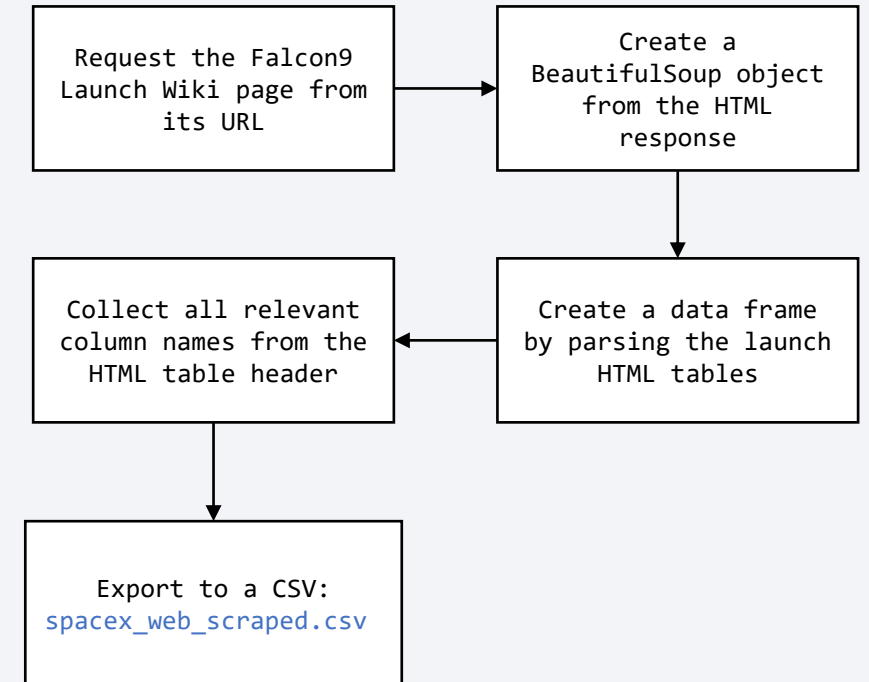 Request the Falcon9
Launch Wiki page from
its URL
Create a
BeautifulSoup object
from the HTML
response
Create a data frame
by parsing the launch
HTML tables
Collect all relevant
column names from the
HTML table header
Export to a CSV:
spacex_web_scraped.csv